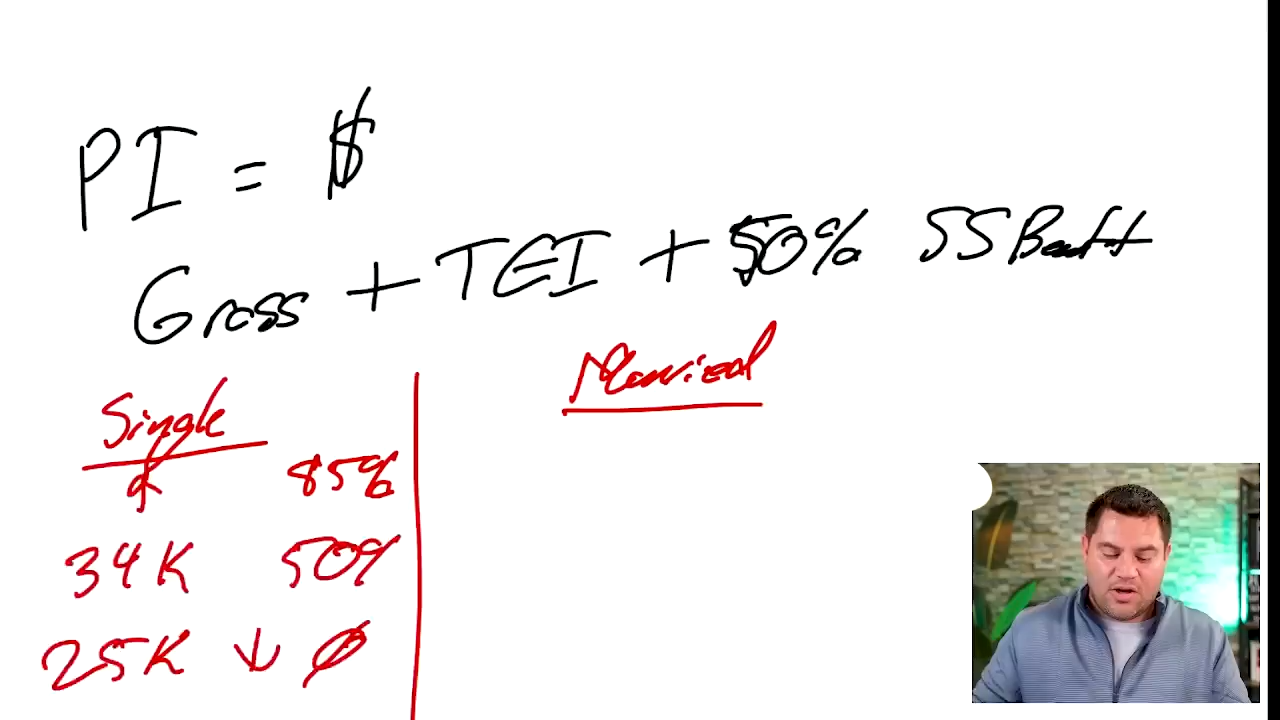 PI = $
Gross + TEI + 50% SS Benefit
Single
Married
↑ 85%
34K 50%
25K ↓ Ø